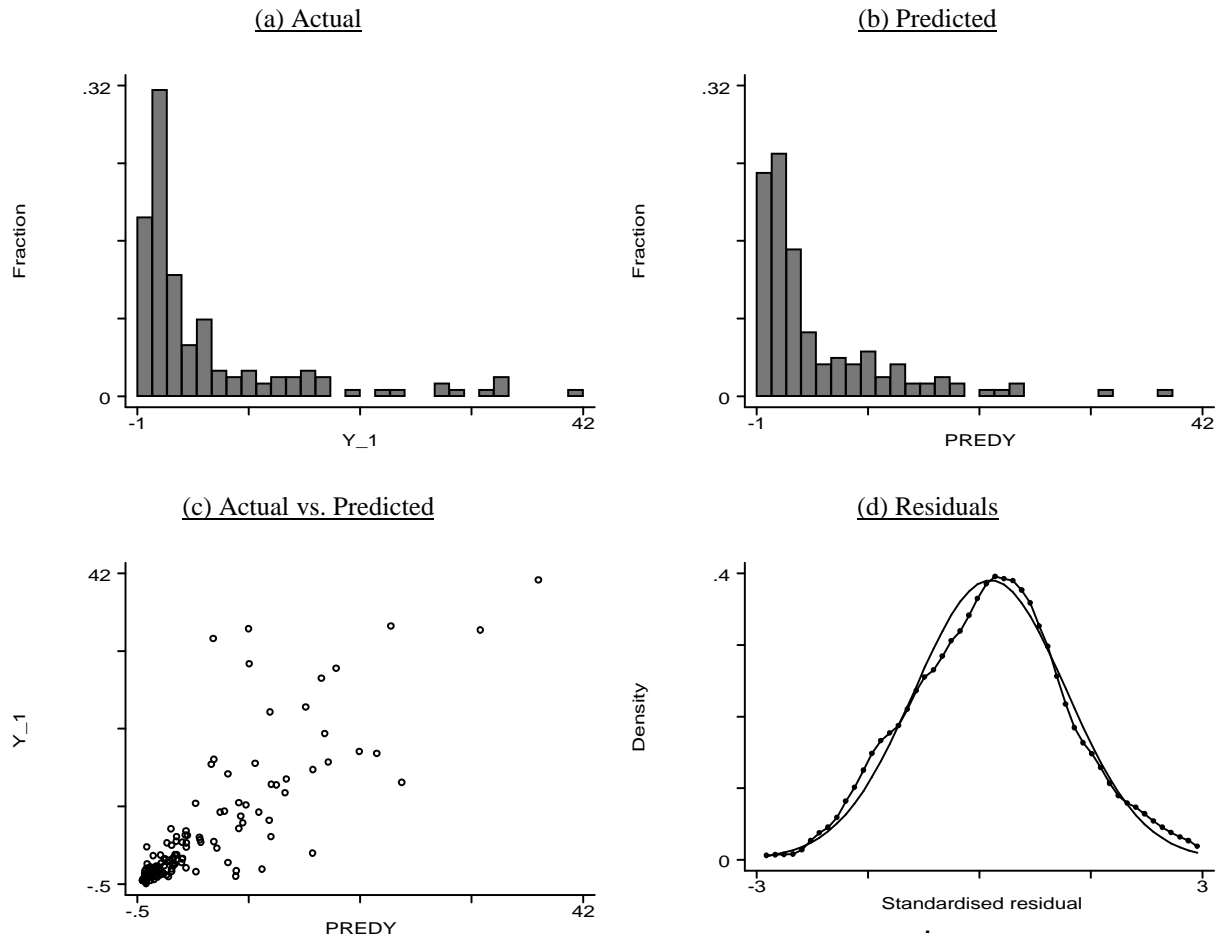 (a) Actual
(b) Predicted
.32
Fraction
0
-1
42
Y_1
.32
Fraction
0
-1
42
PREDY
(c) Actual vs. Predicted
(d) Residuals
42
Y_1
-.5
-.5
42
PREDY
.4
Density
0
-3
3
Standardised residual